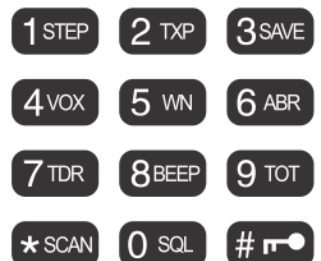 1 STEP 2 TXP 3 SAVE
4 VOX 5 WN 6 ABR
7 TDR 8 BEEP 9 TOT
* SCAN 0 SQL #